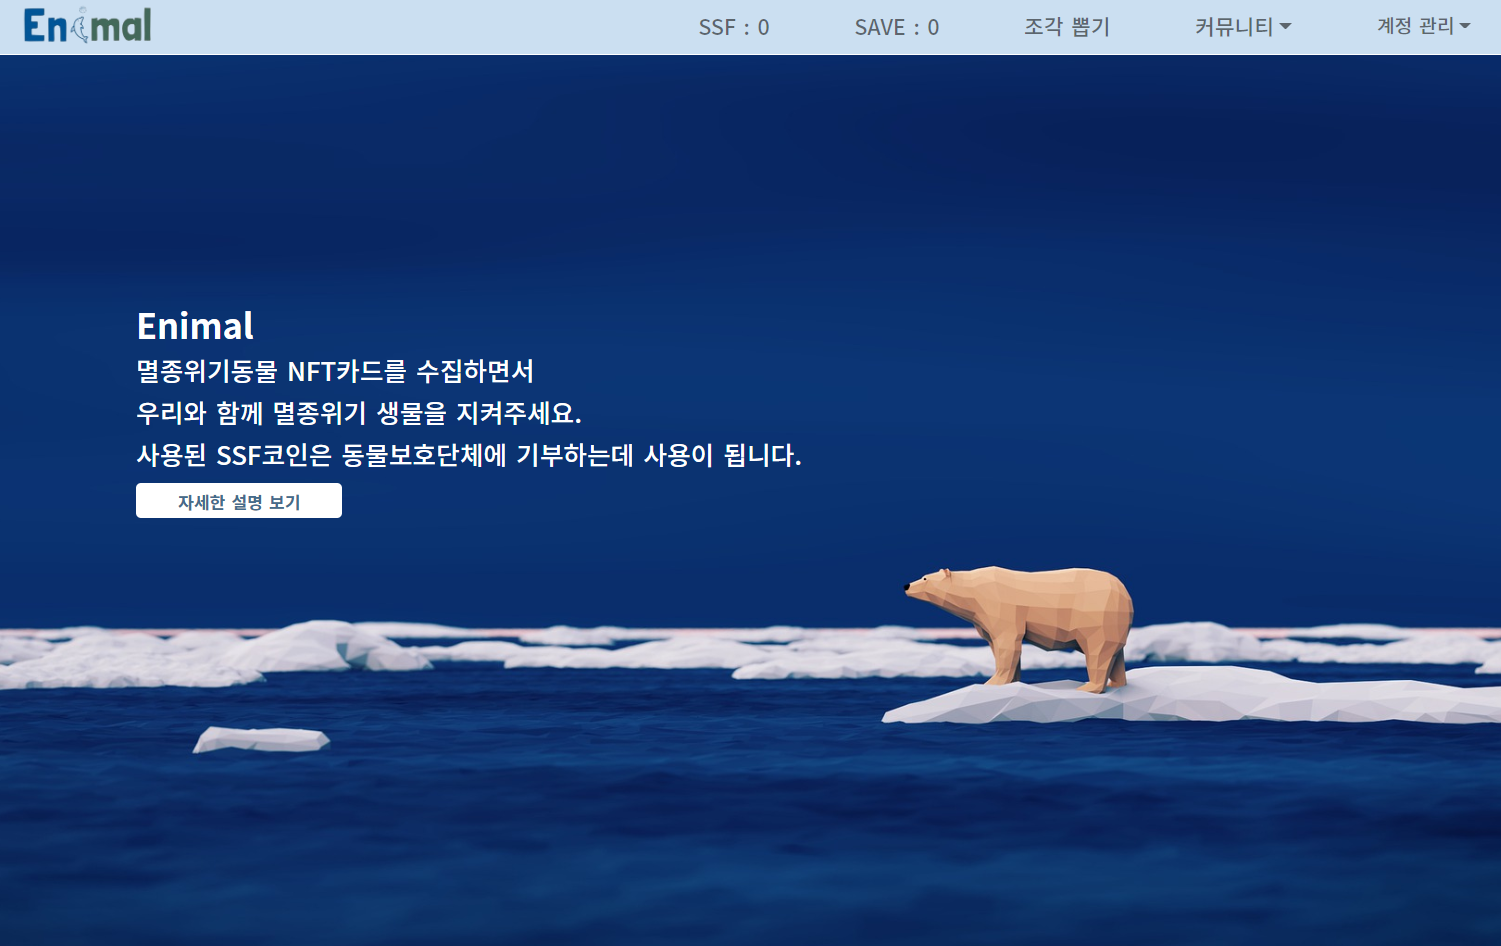 Enimal
SSF : 0
SAVE : 0
조각 뽑기
커뮤니티
계정 관리
Enimal
멸종위기동물 NFT카드를 수집하면서
우리와 함께 멸종위기 생물을 지켜주세요.
사용된 SSF코인은 동물보호단체에 기부하는데 사용이 됩니다.
자세한 설명 보기